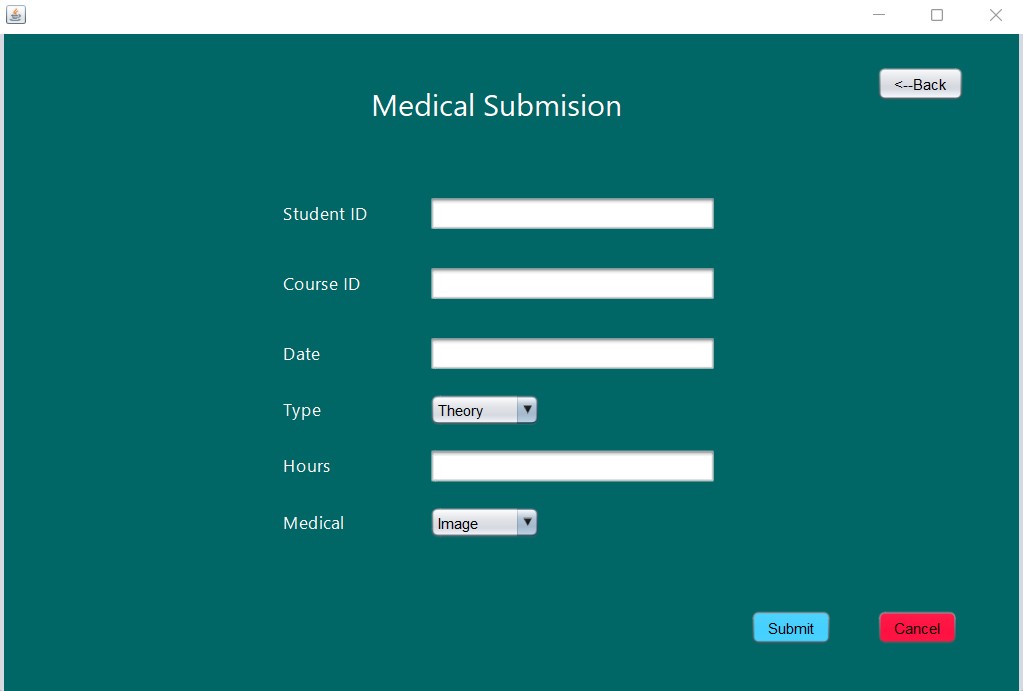 <--Back
Medical Submision
Student ID
Course ID
Date
Type Theory
Hours
Medical Image
Submit Cancel